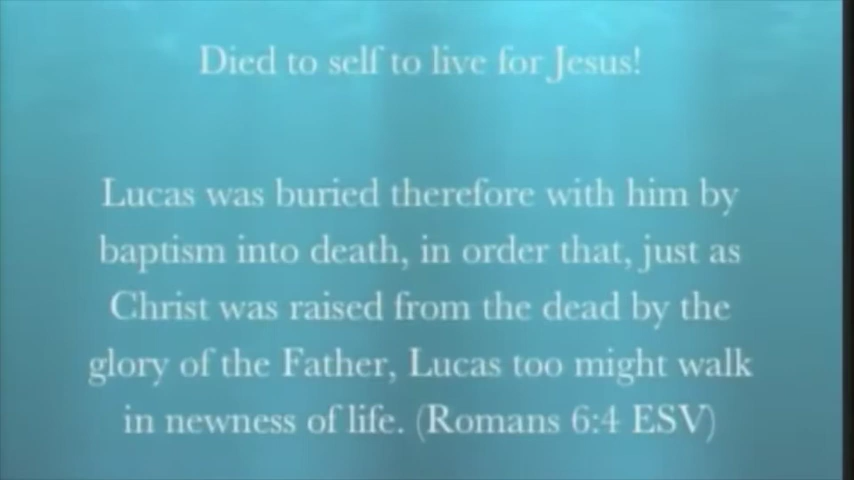 Died to self to live for Jesus!
Lucas was buried therefore with him by
baptism into death, in order that, just as
Christ was raised from the dead by the
glory of the Father, Lucas too might walk
in newness of life. (Romans 6:4 ESV)